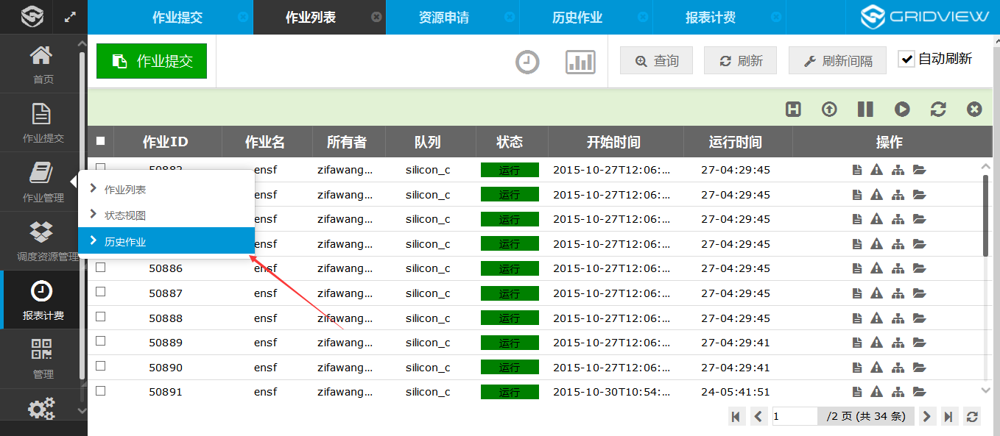 作业提交 作业列表 资源申请 历史作业 报表计费 GRIDVIEW
作业提交 查询 刷新 刷新间隔 自动刷新
首页
作业提交
作业管理
调度资源管理
报表计费
管理
作业列表
状态视图
历史作业
作业ID 作业名 所有者 队列 状态 开始时间 运行时间 操作
50882 ensf zifawang... silicon_c 运行 2015-10-27T12:06:... 27-04:29:45
ensf zifawang... silicon_c 运行 2015-10-27T12:06:... 27-04:29:45
ensf zifawang... silicon_c 运行 2015-10-27T12:06:... 27-04:29:45
ensf zifawang... silicon_c 运行 2015-10-27T12:06:... 27-04:29:45
50886 ensf zifawang... silicon_c 运行 2015-10-27T12:06:... 27-04:29:45
50887 ensf zifawang... silicon_c 运行 2015-10-27T12:06:... 27-04:29:45
50888 ensf zifawang... silicon_c 运行 2015-10-27T12:06:... 27-04:29:45
50889 ensf zifawang... silicon_c 运行 2015-10-27T12:06:... 27-04:29:41
50890 ensf zifawang... silicon_c 运行 2015-10-27T12:06:... 27-04:29:41
50891 ensf zifawang... silicon_c 运行 2015-10-30T10:54:... 24-05:41:51
1 /2 页 (共 34 条)